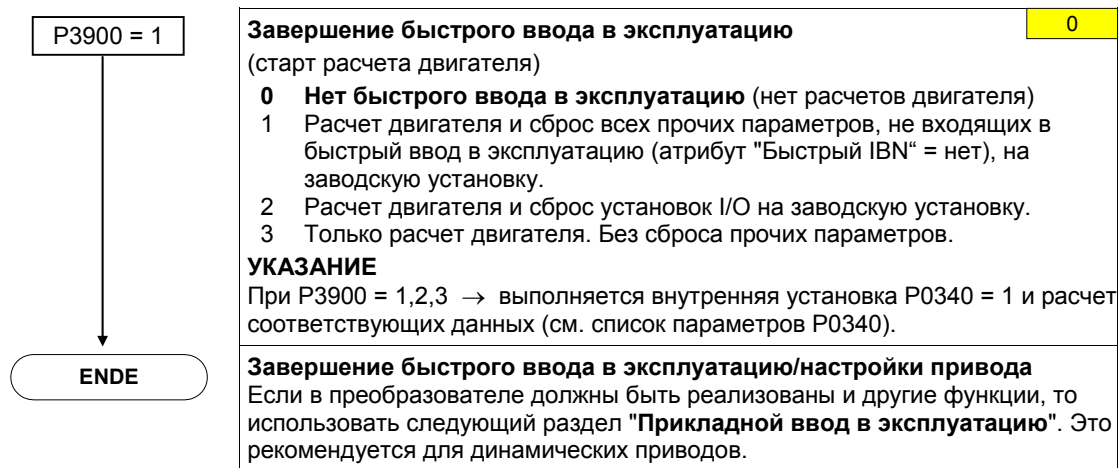 P3900 = 1
Завершение быстрого ввода в эксплуатацию
0
(старт расчета двигателя)
0 Нет быстрого ввода в эксплуатацию (нет расчетов двигателя)
1 Расчет двигателя и сброс всех прочих параметров, не входящих в
быстрый ввод в эксплуатацию (атрибут "Быстрый IBN“ = нет), на
заводскую установку.
2 Расчет двигателя и сброс установок I/O на заводскую установку.
3 Только расчет двигателя. Без сброса прочих параметров.
УКАЗАНИЕ
При P3900 = 1,2,3 → выполняется внутренняя установка P0340 = 1 и расчет
соответствующих данных (см. список параметров P0340).
ENDE
Завершение быстрого ввода в эксплуатацию/настройки привода
Если в преобразователе должны быть реализованы и другие функции, то
использовать следующий раздел "Прикладной ввод в эксплуатацию". Это
рекомендуется для динамических приводов.